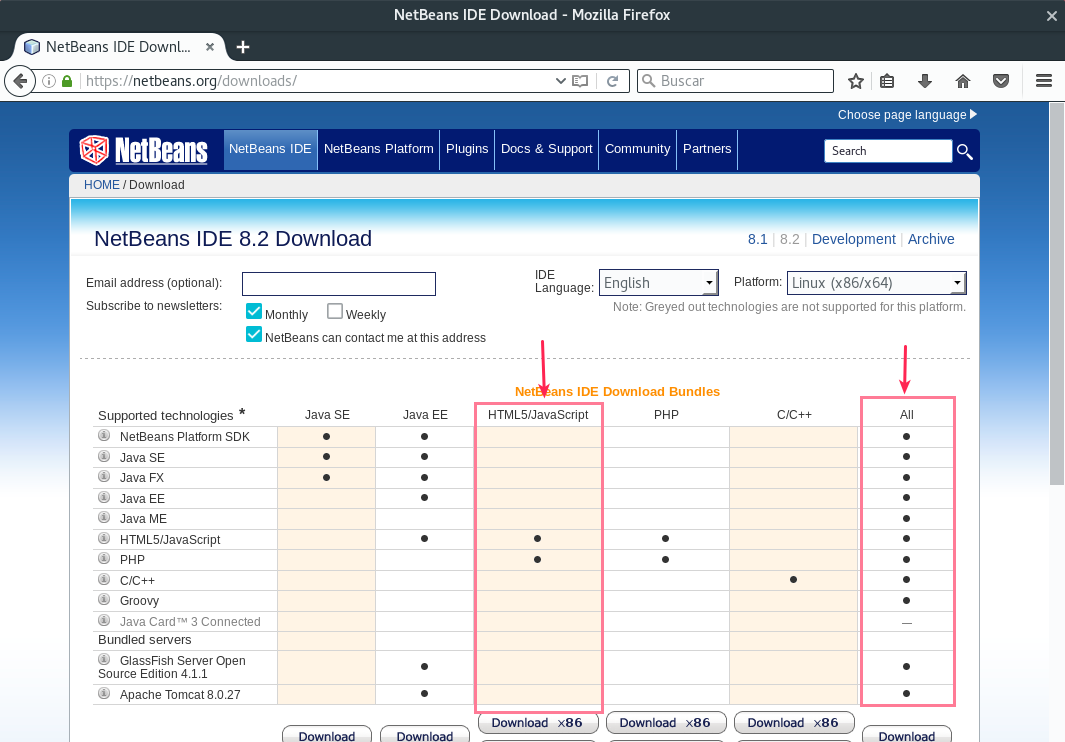 NetBeans IDE Download - Mozilla Firefox
NetBeans IDE Downl...
https://netbeans.org/downloads/
Buscar
Choose page language
NetBeans
NetBeans IDE
NetBeans Platform
Plugins
Docs & Support
Community
Partners
Search
HOME / Download
NetBeans IDE 8.2 Download
8.1 | 8.2 | Development | Archive
Email address (optional):
IDE Language:
English
Platform:
Linux (x86/x64)
Subscribe to newsletters:
Monthly
Weekly
Note: Greyed out technologies are not supported for this platform.
NetBeans can contact me at this address
NetBeans IDE Download Bundles
Supported technologies *
Java SE
Java EE
HTML5/JavaScript
PHP
C/C++
All
NetBeans Platform SDK
Java SE
Java FX
Java EE
Java ME
HTML5/JavaScript
PHP
C/C++
Groovy
Java Card™ 3 Connected
—
Bundled servers
GlassFish Server Open
Source Edition 4.1.1
Apache Tomcat 8.0.27
Download
Download
Download x86
Download x86
Download x86
Download